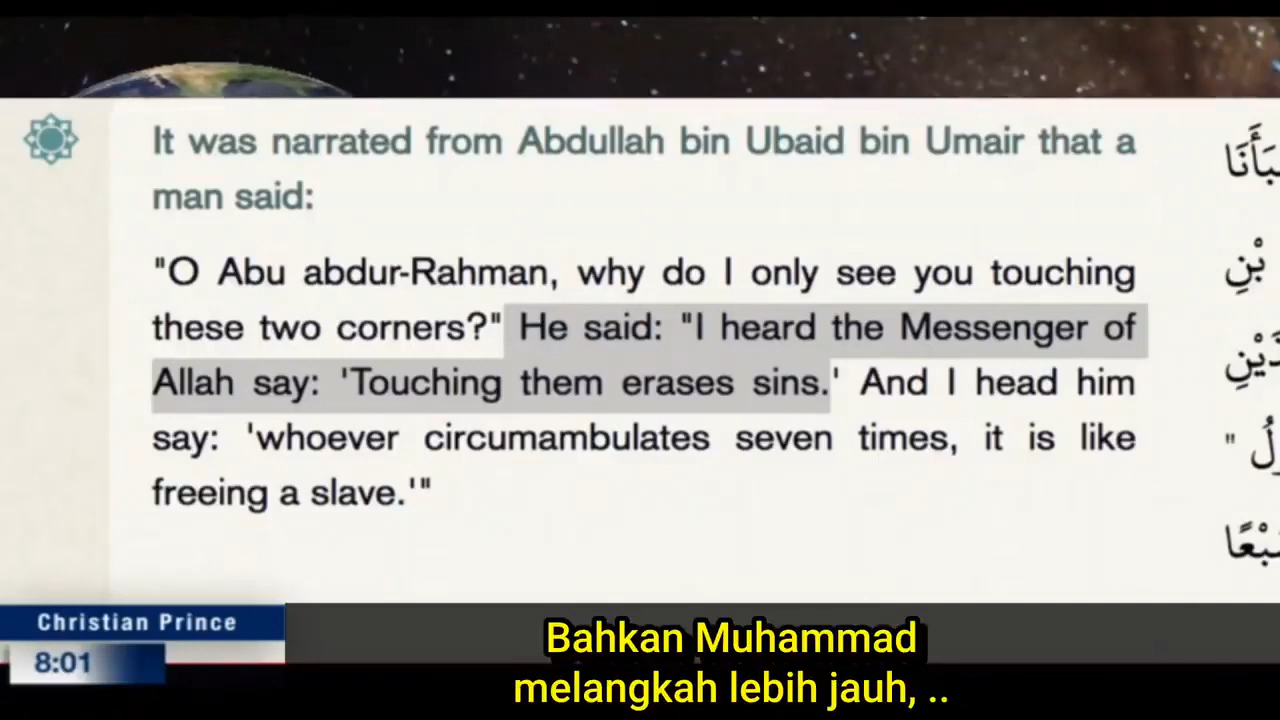 It was narrated from Abdullah bin Ubaid bin Umair that a
man said:
"O Abu abdur-Rahman, why do I only see you touching
these two corners?" He said: "I heard the Messenger of
Allah say: 'Touching them erases sins.' And I head him
say: 'whoever circumambulates seven times, it is like
freeing a slave.'"
Christian Prince
8:01
Bahkan Muhammad
melangkah lebih jauh, ..